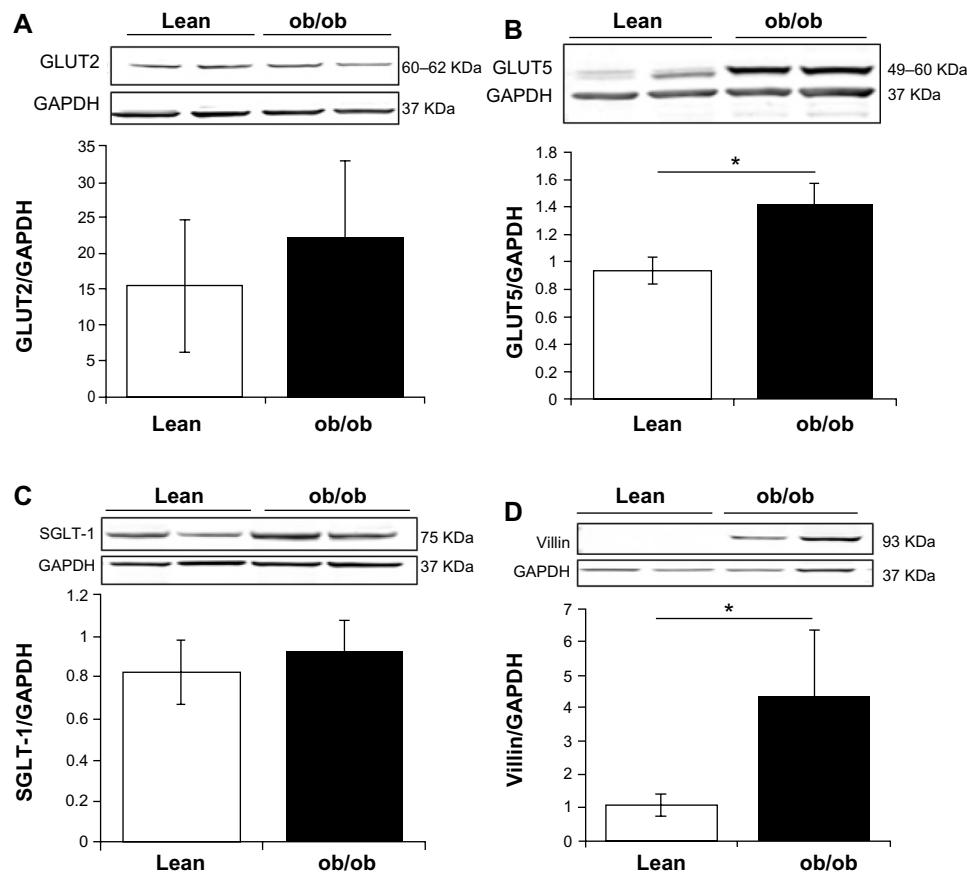 A
Lean ob/ob
GLUT2 60–62 KDa
GAPDH 37 KDa
35
30
25
20
15
10
5
0
GLUT2/GAPDH
Lean ob/ob
B
Lean ob/ob
GLUT5 49–60 KDa
GAPDH 37 KDa
1.8
1.6
1.4
1.2
1
0.8
0.6
0.4
0.2
0
*
GLUT5/GAPDH
Lean ob/ob
C
Lean ob/ob
SGLT-1 75 KDa
GAPDH 37 KDa
1.2
1
0.8
0.6
0.4
0.2
0
SGLT-1/GAPDH
Lean ob/ob
D
Lean ob/ob
Villin 93 KDa
GAPDH 37 KDa
7
6
5
4
3
2
1
0
*
Villin/GAPDH
Lean ob/ob